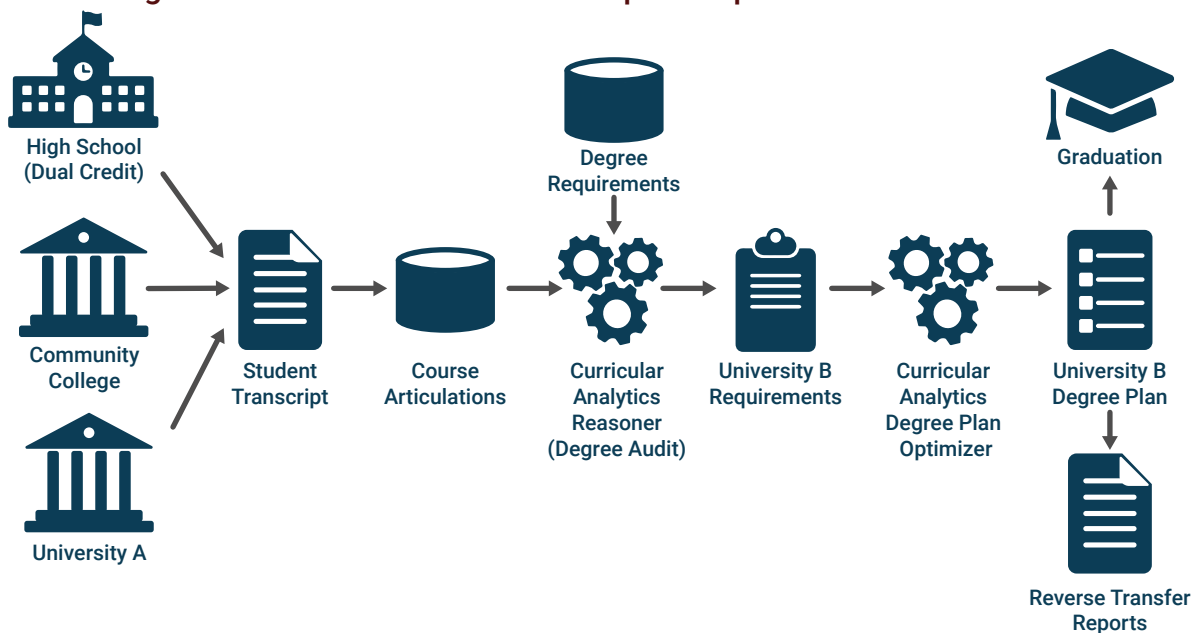 High School
(Dual Credit)
Community
College
University A
Student
Transcript
Course
Articulations
Degree
Requirements
Curricular
Analytics
Reasoner
(Degree Audit)
University B
Requirements
Curricular
Analytics
Degree Plan
Optimizer
Graduation
University B
Degree Plan
Reverse Transfer
Reports